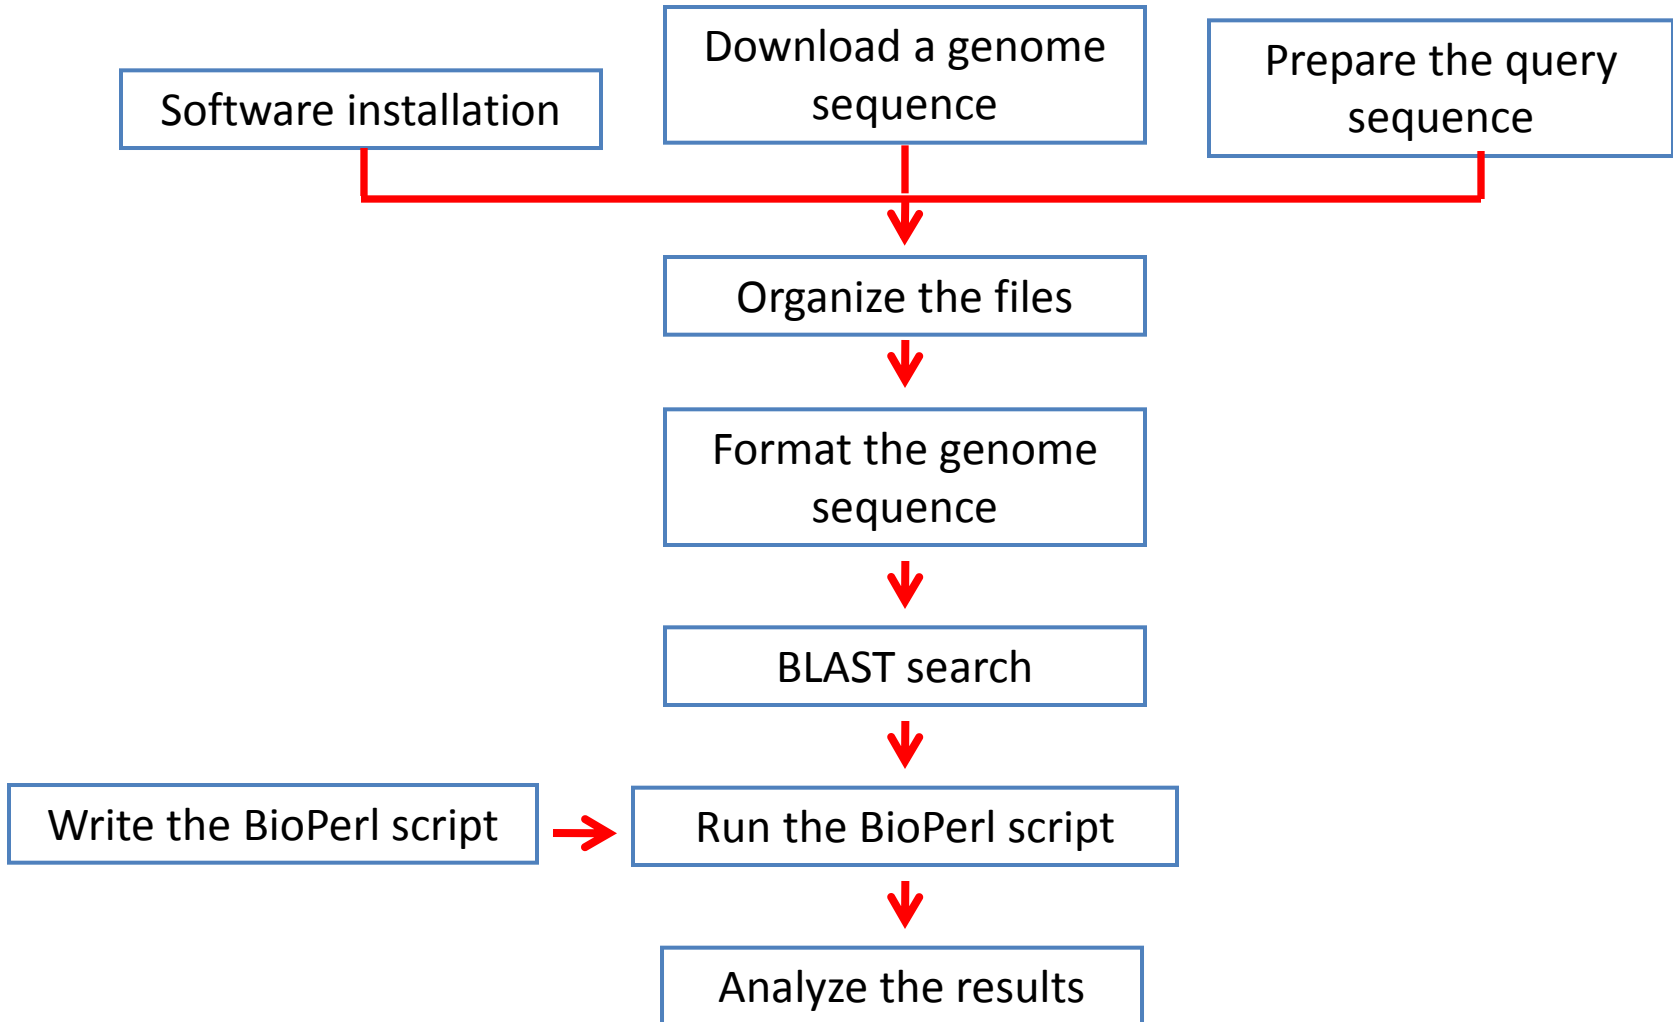 Software installation
Download a genome
sequence
Prepare the query
sequence
Organize the files
Format the genome
sequence
BLAST search
Write the BioPerl script
Run the BioPerl script
Analyze the results